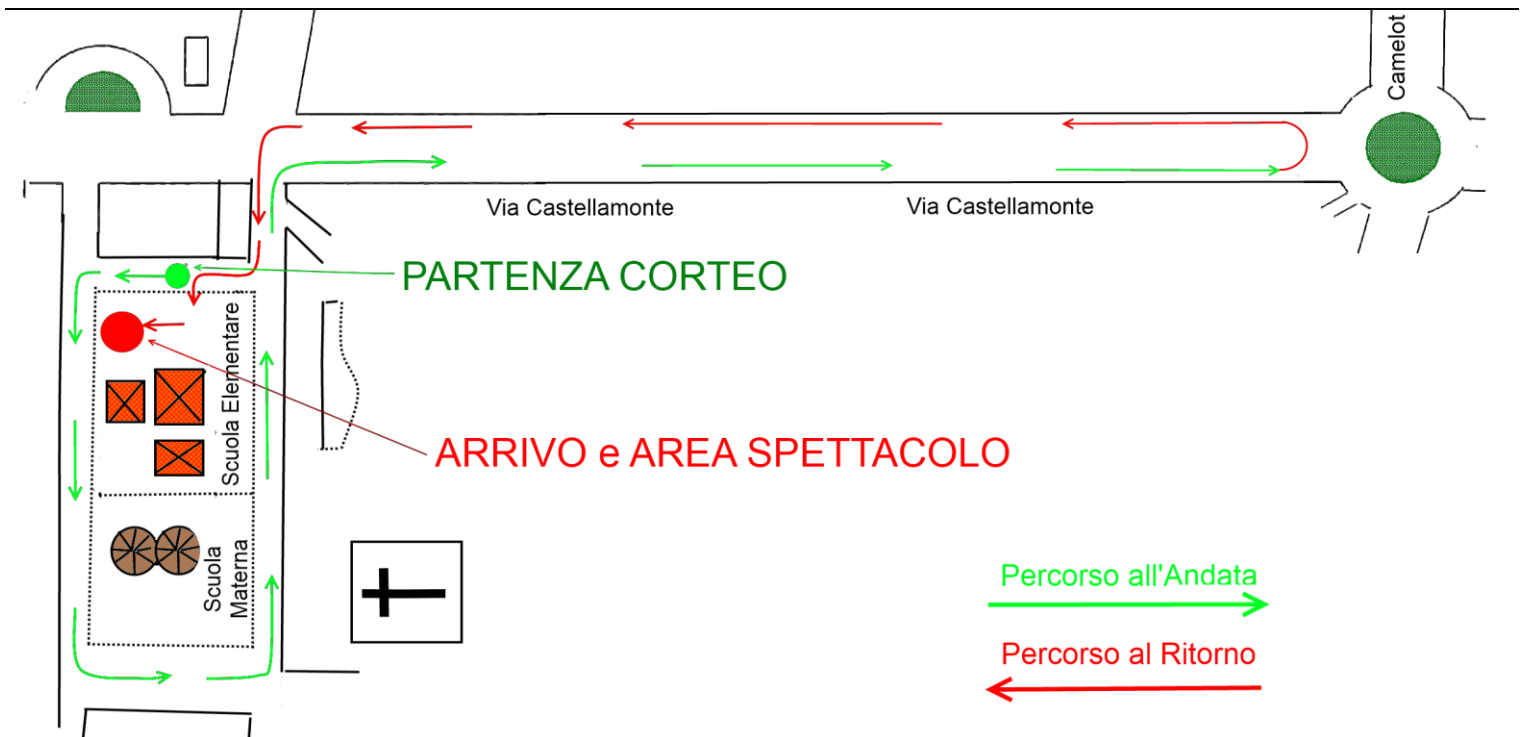 Camelot
Via Castellamonte
Via Castellamonte
PARTENZA CORTEO
Scuola Elementare
ARRIVO e AREA SPETTACOLO
Scuola
Materna
Percorso all'Andata
Percorso al Ritorno